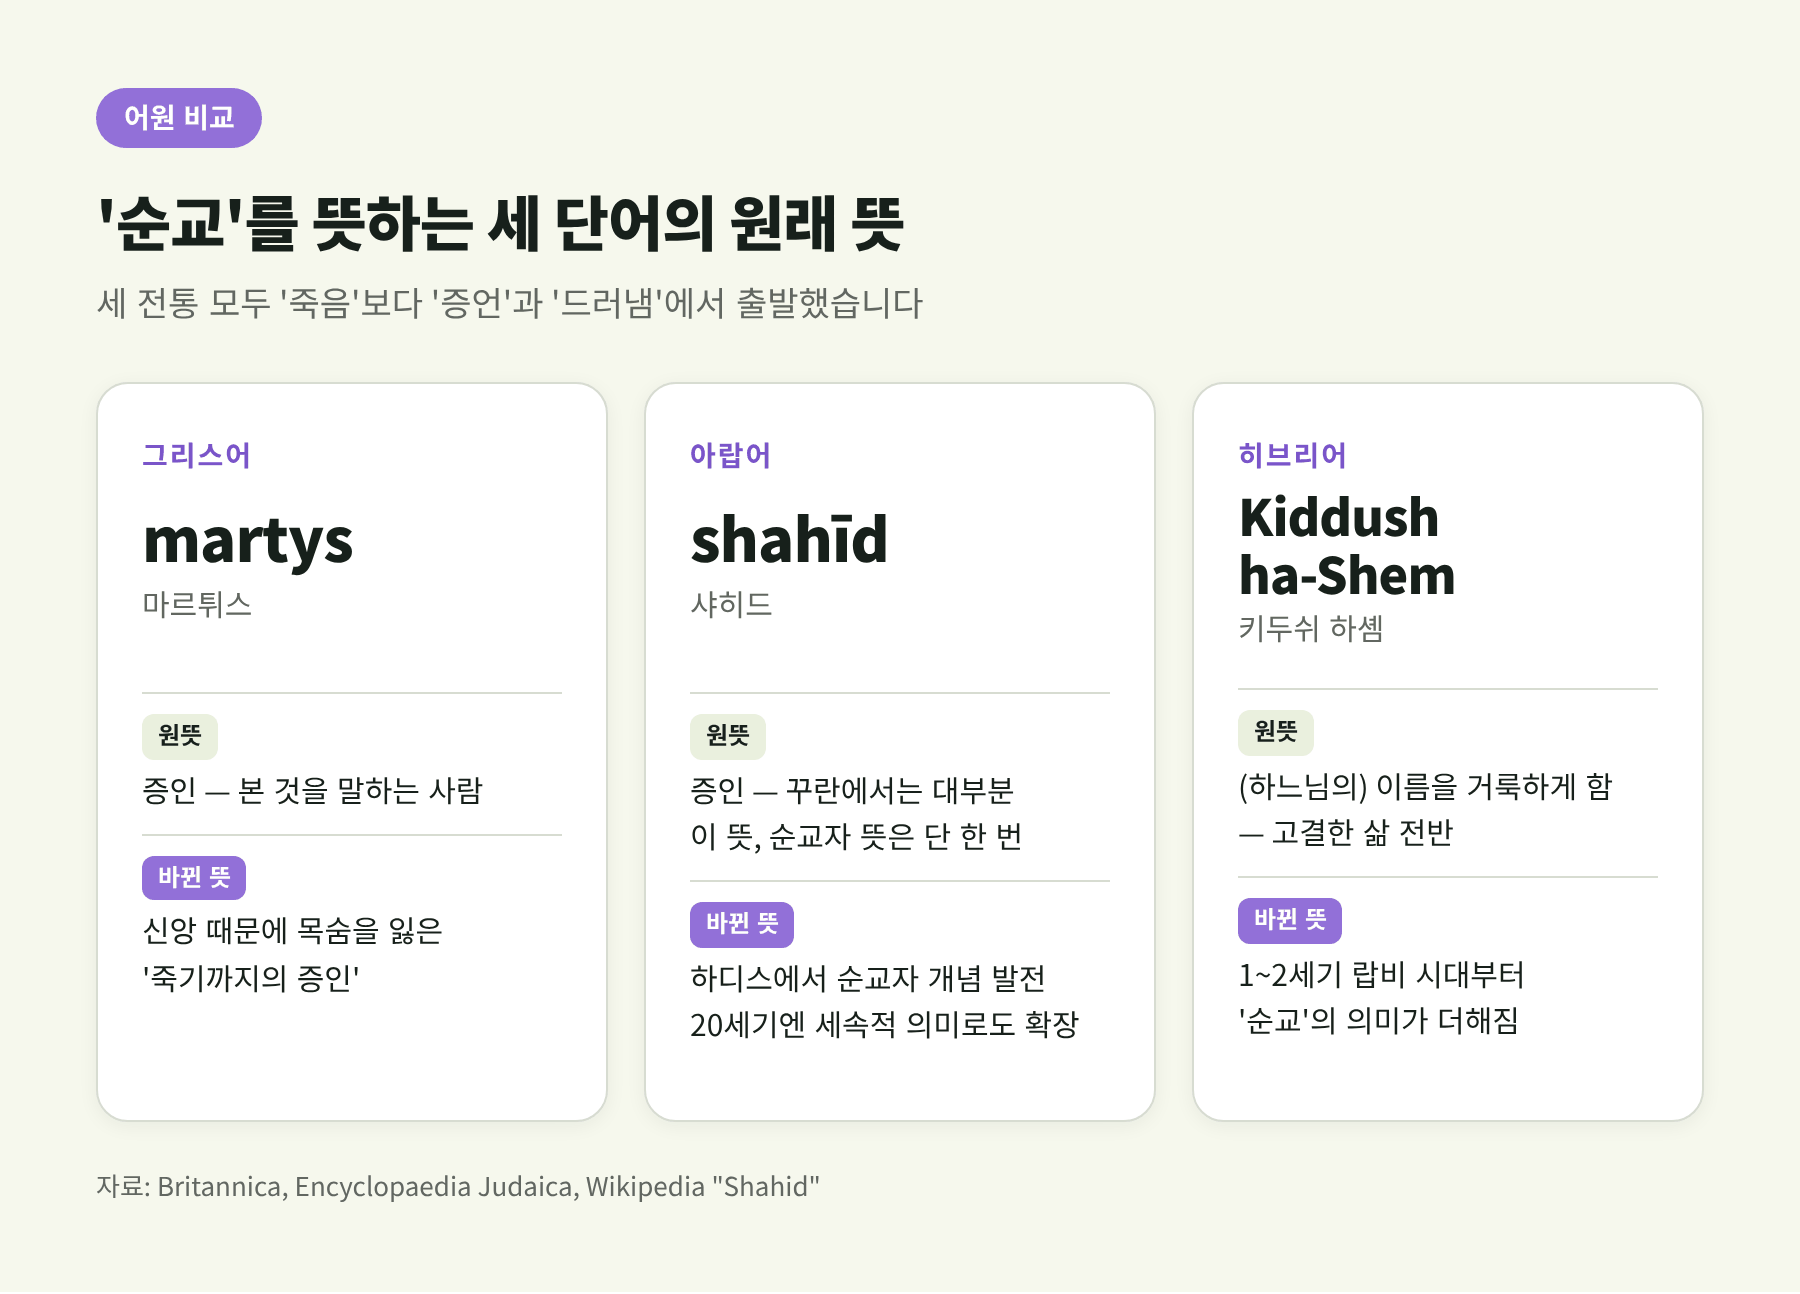 어원 비교
'순교'를 뜻하는 세 단어의 원래 뜻
세 전통 모두 '죽음'보다 '증언'과 '드러냄'에서 출발했습니다
그리스어
martys
마르튀스
원뜻
증인 — 본 것을 말하는 사람
바뀐 뜻
신앙 때문에 목숨을 잃은
'죽기까지의 증인'
아랍어
shahīd
샤히드
원뜻
증인 — 꾸란에서는 대부분
이 뜻, 순교자 뜻은 단 한 번
바뀐 뜻
하디스에서 순교자 개념 발전
20세기엔 세속적 의미로도 확장
히브리어
Kiddush
ha-Shem
키두쉬 하셈
원뜻
(하느님의) 이름을 거룩하게 함
— 고결한 삶 전반
바뀐 뜻
1~2세기 랍비 시대부터
'순교'의 의미가 더해짐
자료: Britannica, Encyclopaedia Judaica, Wikipedia "Shahid"